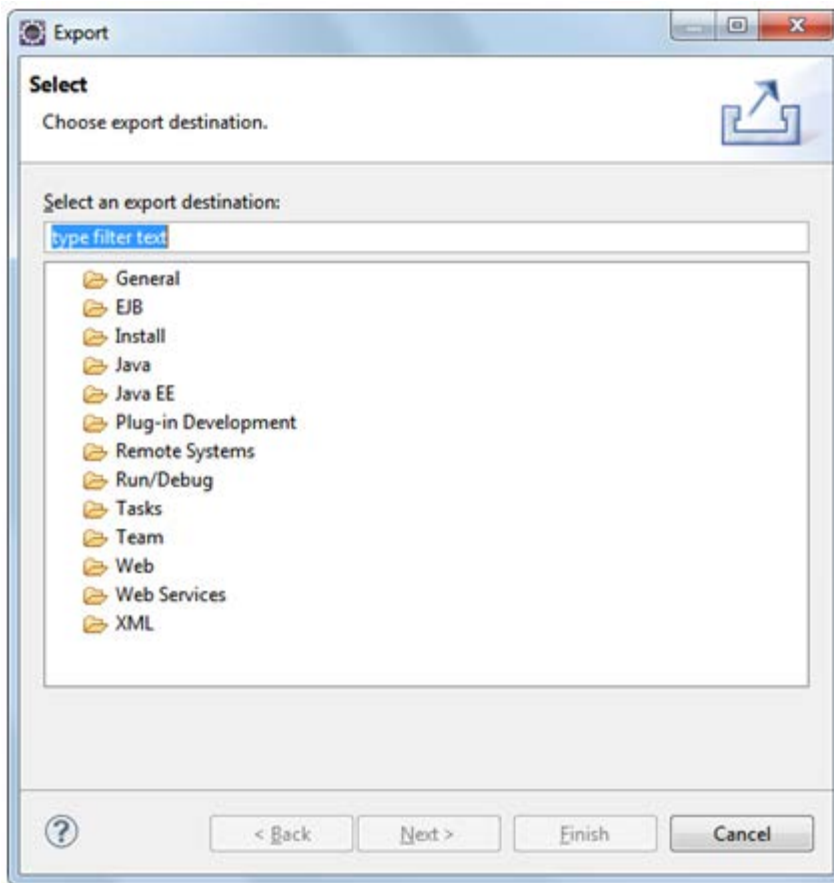 Export
Select
Choose export destination.
Select an export destination:
type filter text
General
EJB
Install
Java
Java EE
Plug-in Development
Remote Systems
Run/Debug
Tasks
Team
Web
Web Services
XML
? < Back Next > Finish Cancel